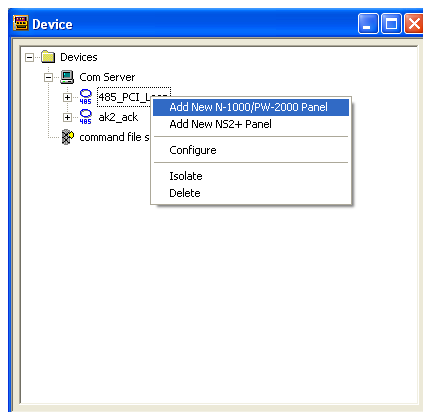 Device
Devices
Com Server
485 485_PCI_Loop
Add New N-1000/PW-2000 Panel
485 ak2_ack
Add New NS2+ Panel
command file s
Configure
Isolate
Delete